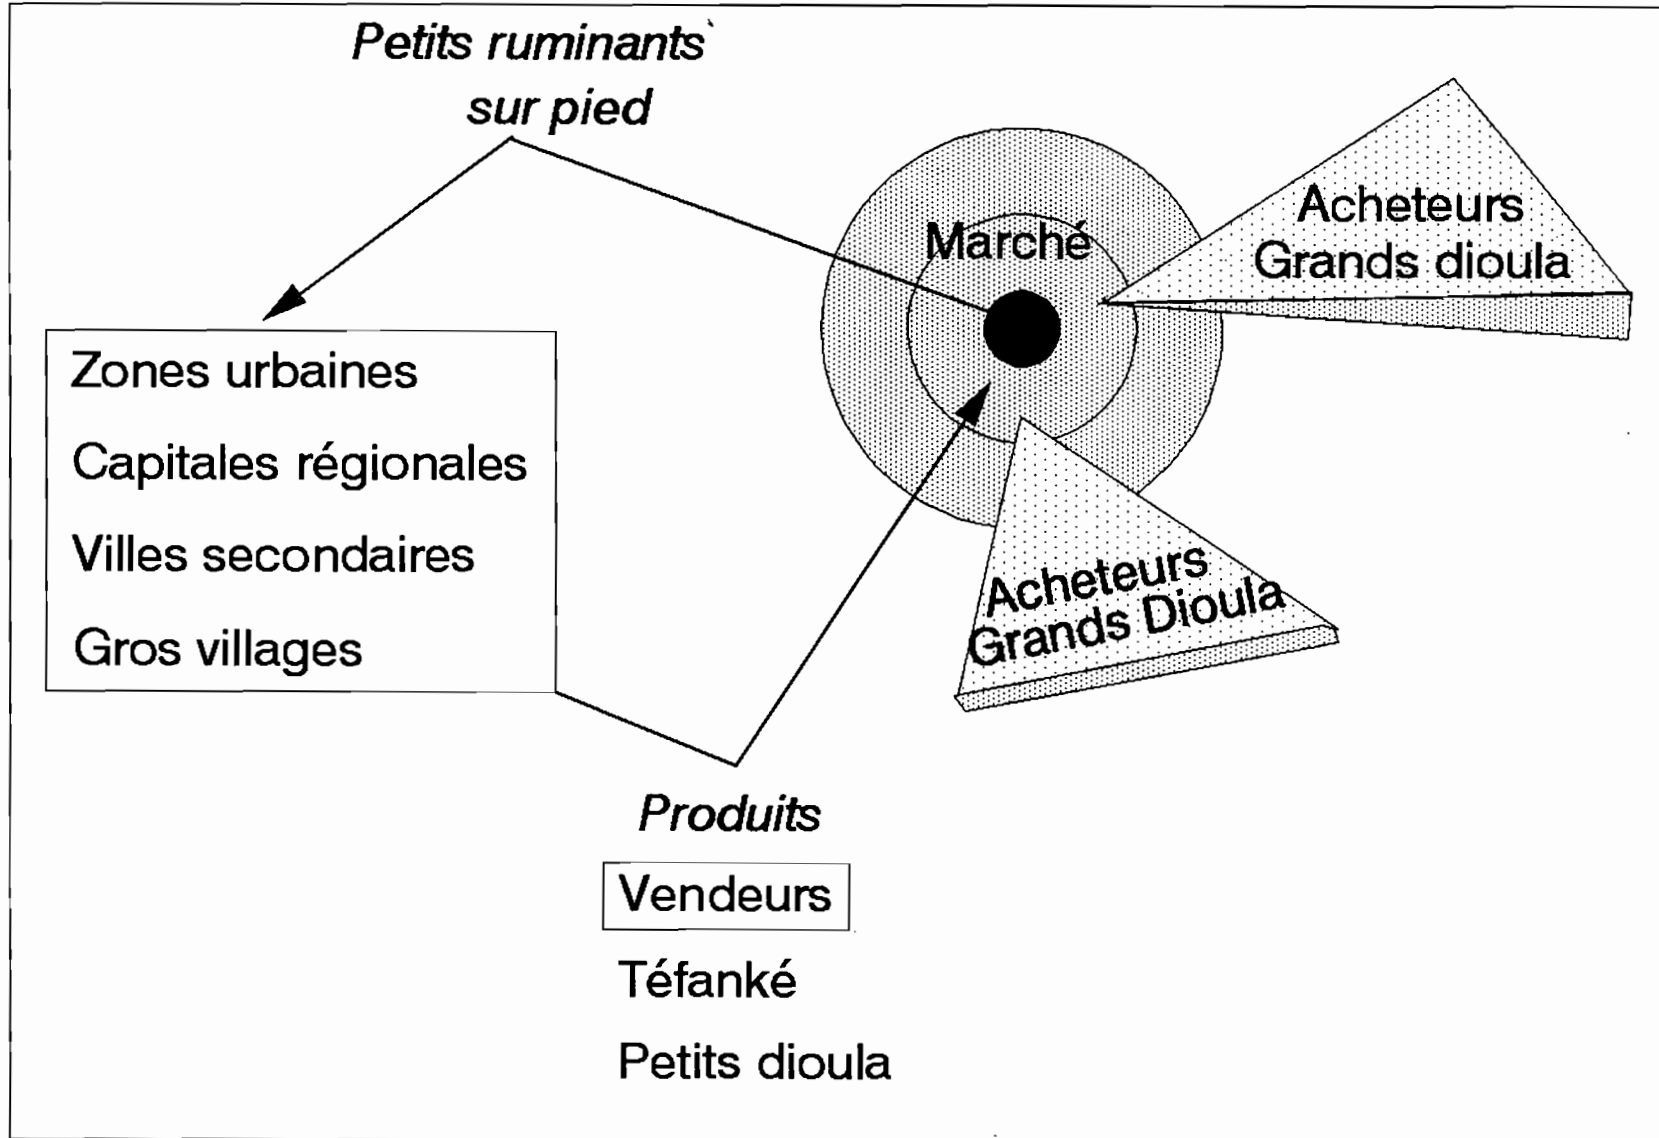 Petits ruminants
sur pied
Marché
Acheteurs
Grands dioula
Zones urbaines
Capitales régionales
Villes secondaires
Gros villages
Acheteurs
Grands Dioula
Produits
Vendeurs
Téfanké
Petits dioula